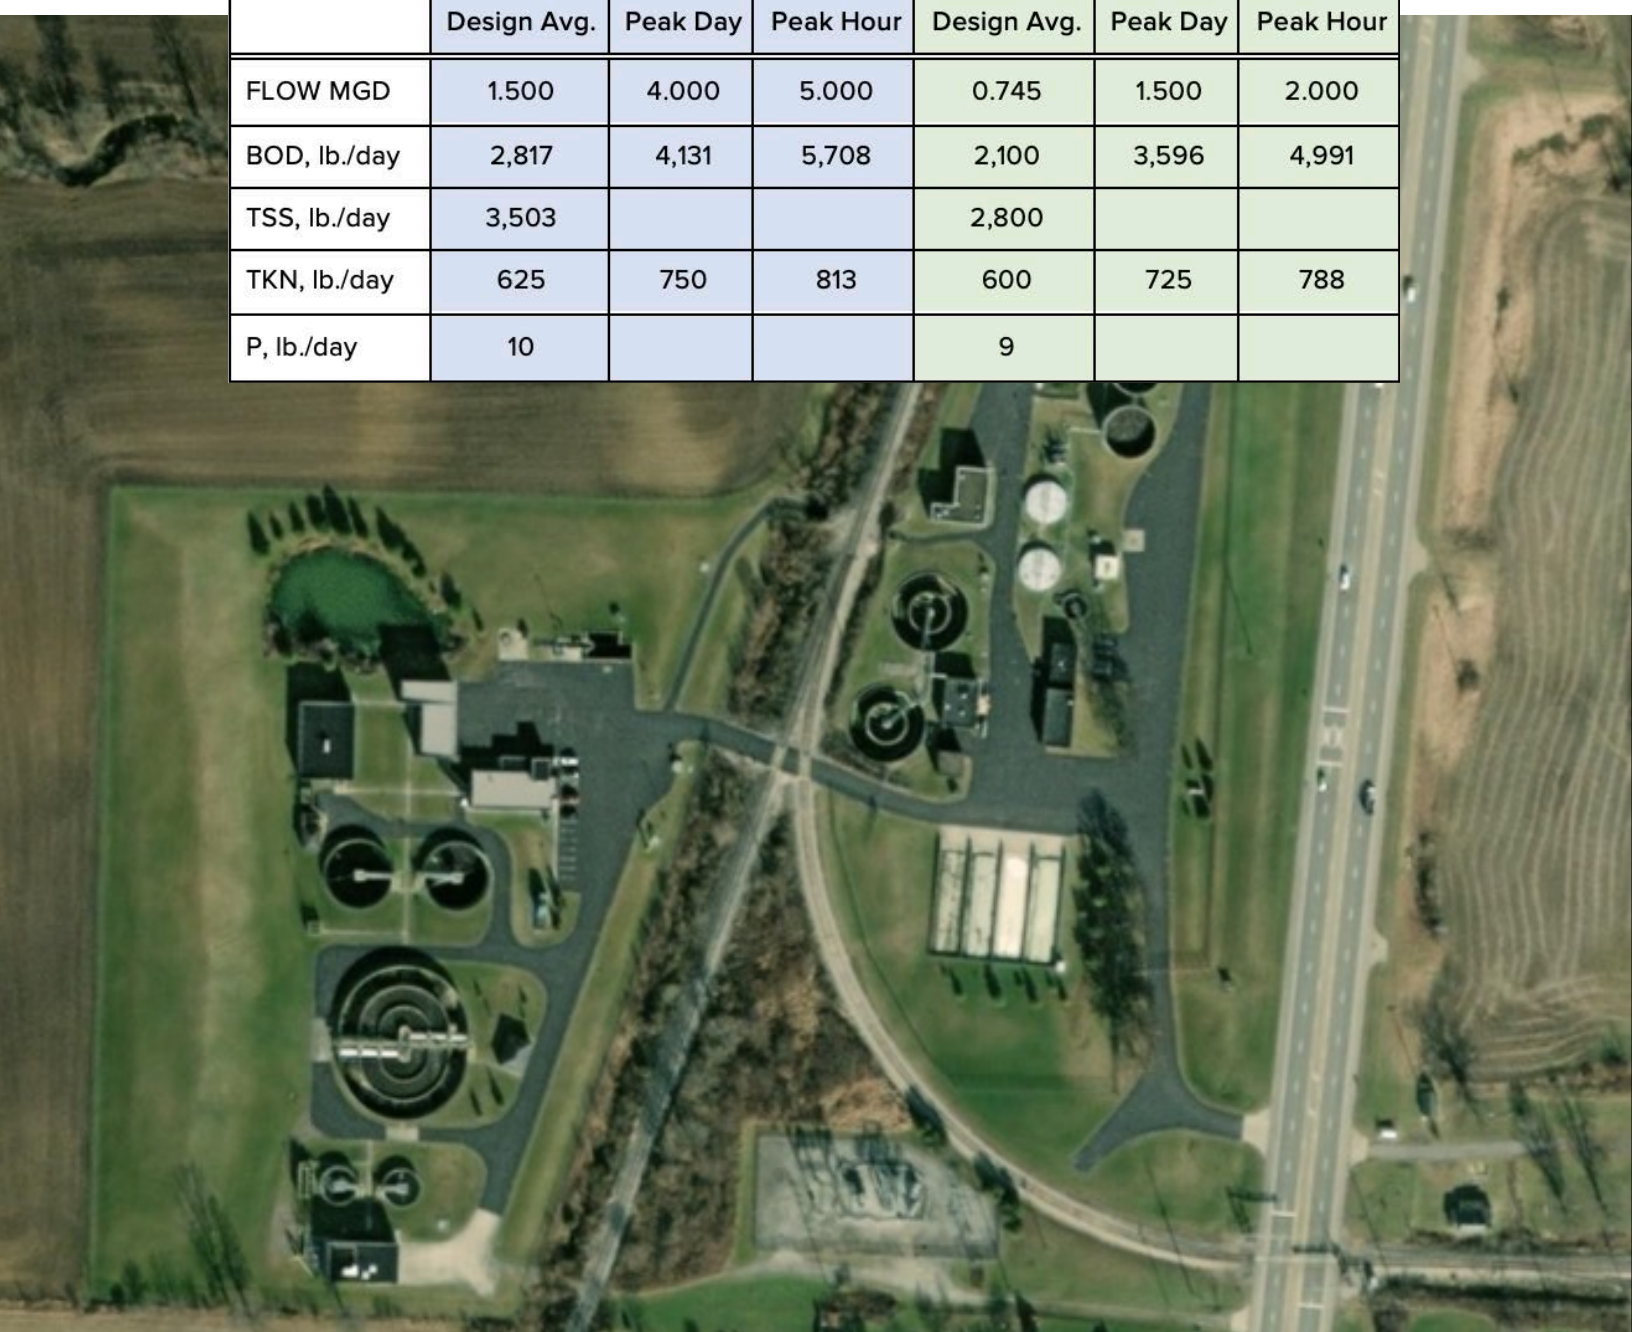 Design Avg. Peak Day Peak Hour Design Avg. Peak Day Peak Hour
FLOW MGD 1.500 4.000 5.000 0.745 1.500 2.000
BOD, lb./day 2,817 4,131 5,708 2,100 3,596 4,991
TSS, lb./day 3,503 2,800
TKN, lb./day 625 750 813 600 725 788
P, lb./day 10 9